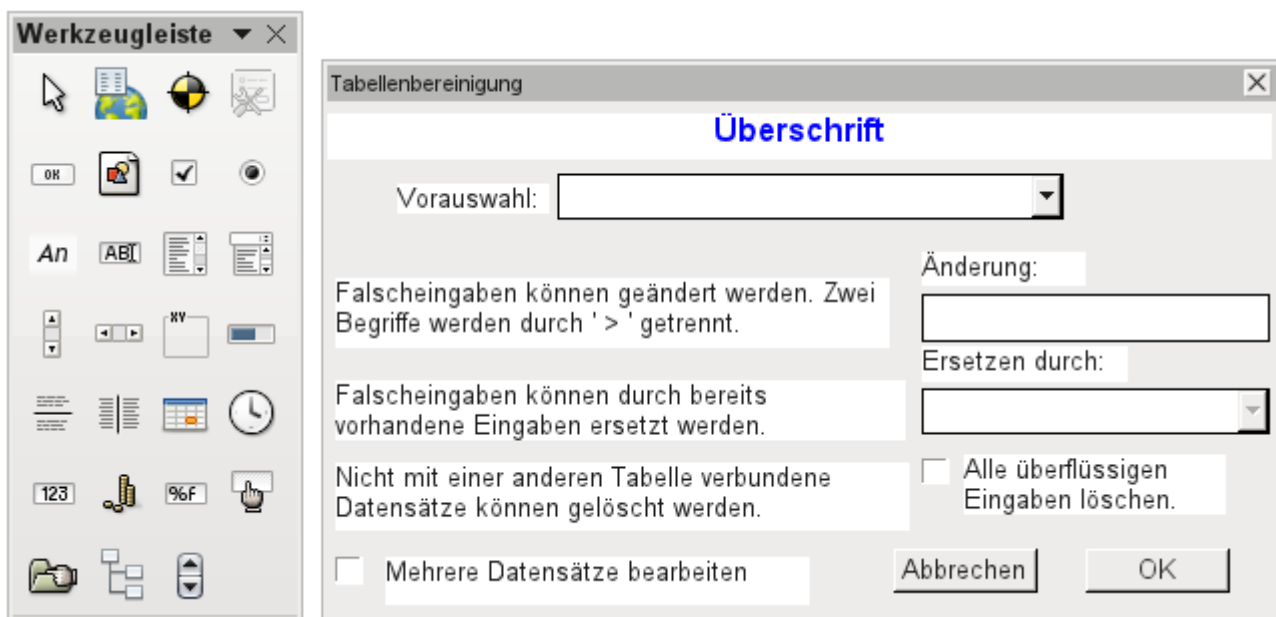 Werkzeugleiste
OK
An
ABI
XY
123
%F
Tabellenbereinigung
Überschrift
Vorauswahl:
Falscheingaben können geändert werden. Zwei
Begriffe werden durch ' > ' getrennt.
Änderung:
Ersetzen durch:
Falscheingaben können durch bereits
vorhandene Eingaben ersetzt werden.
Nicht mit einer anderen Tabelle verbundene
Datensätze können gelöscht werden.
Alle überflüssigen
Eingaben löschen.
Mehrere Datensätze bearbeiten
Abbrechen
OK